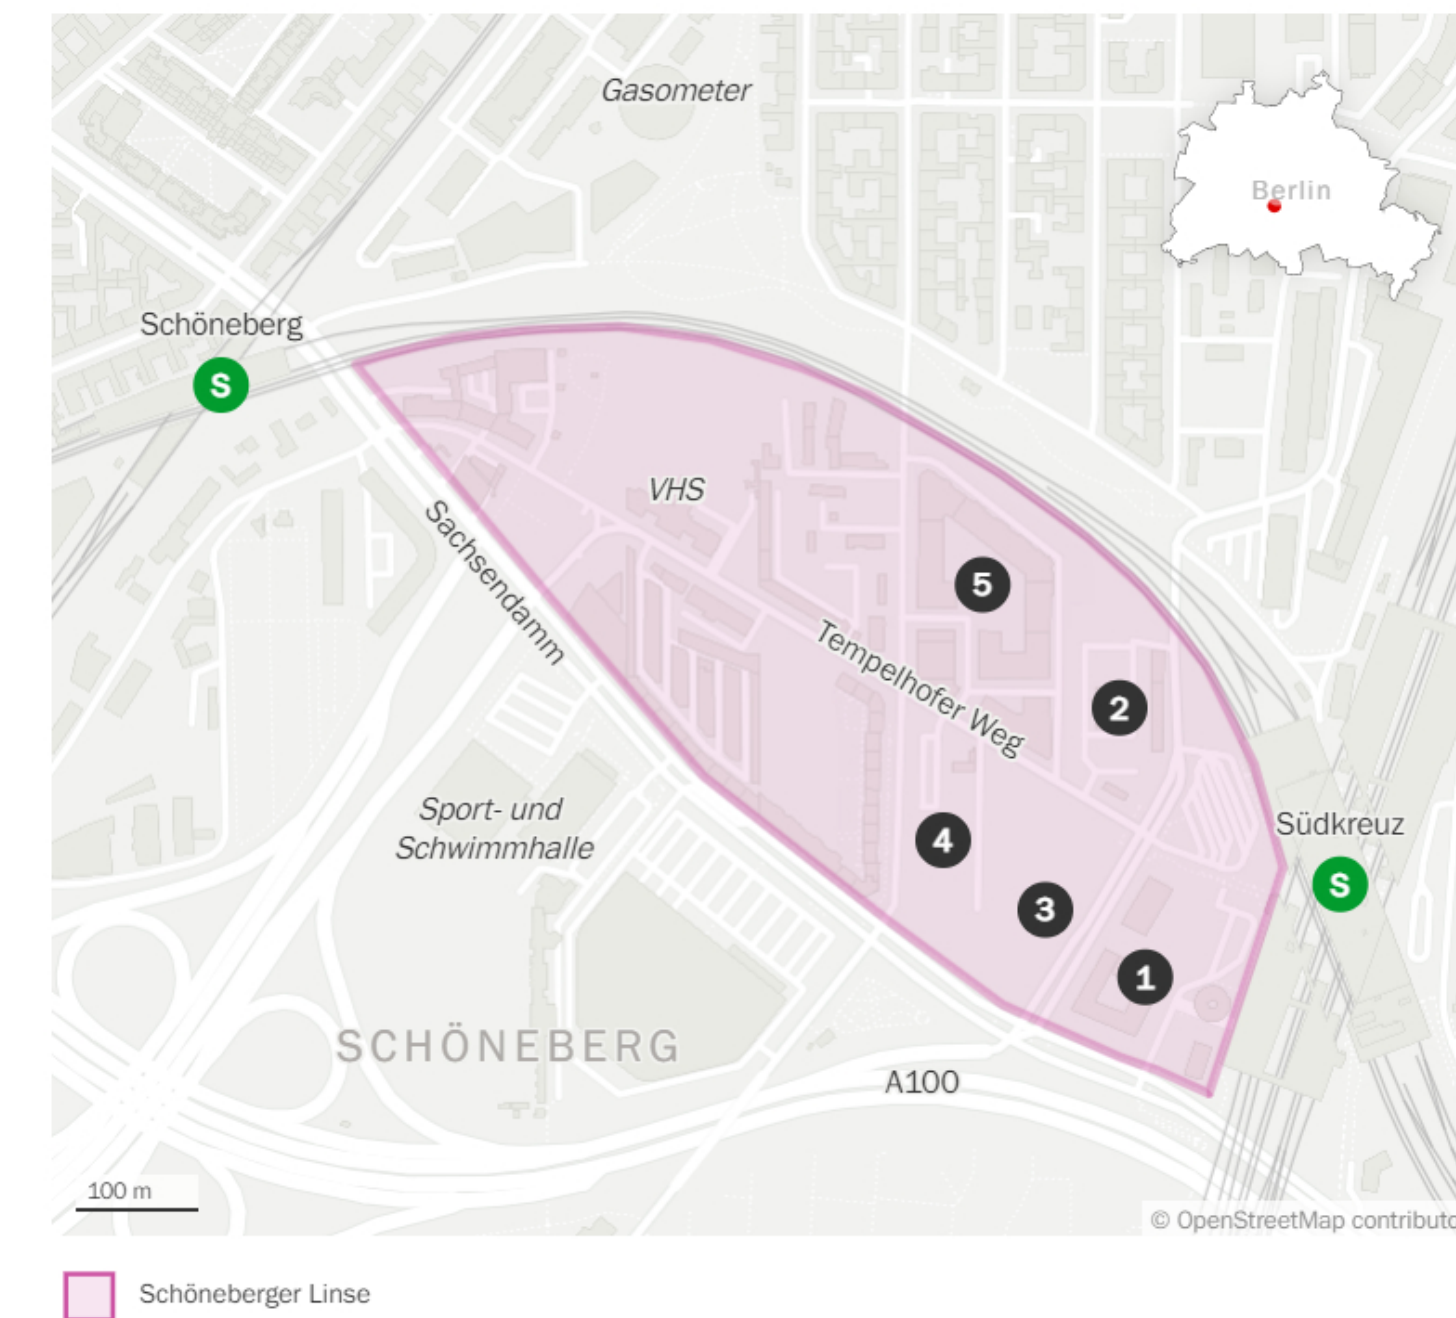 Gasometer
Berlin
Schöneberg
S
VHS
Sachsendamm
5
Tempelhofer Weg
2
Sport- und
Schwimmhalle
4
Südkreuz
S
3
1
SCHÖNEBERG
A100
100 m
© OpenStreetMap contributo
Schöneberger Linse